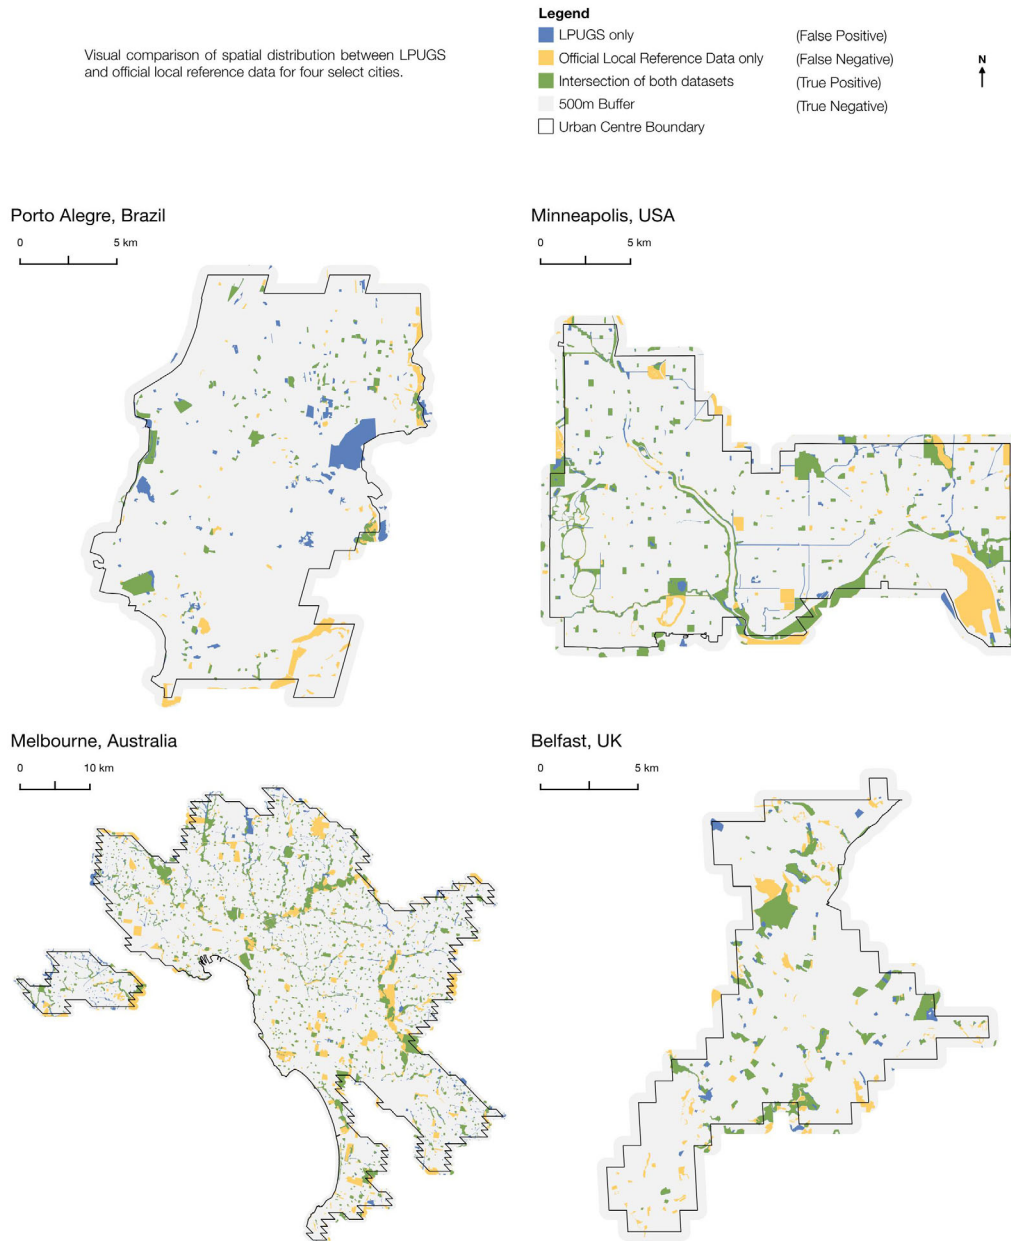 Visual comparison of spatial distribution between LPUGS
and official local reference data for four select cities.
Legend
LPUGS only (False Positive)
Official Local Reference Data only (False Negative)
Intersection of both datasets (True Positive)
500m Buffer (True Negative)
Urban Centre Boundary
N
Porto Alegre, Brazil
0 5 km
Minneapolis, USA
0 5 km
Melbourne, Australia
0 10 km
Belfast, UK
0 5 km